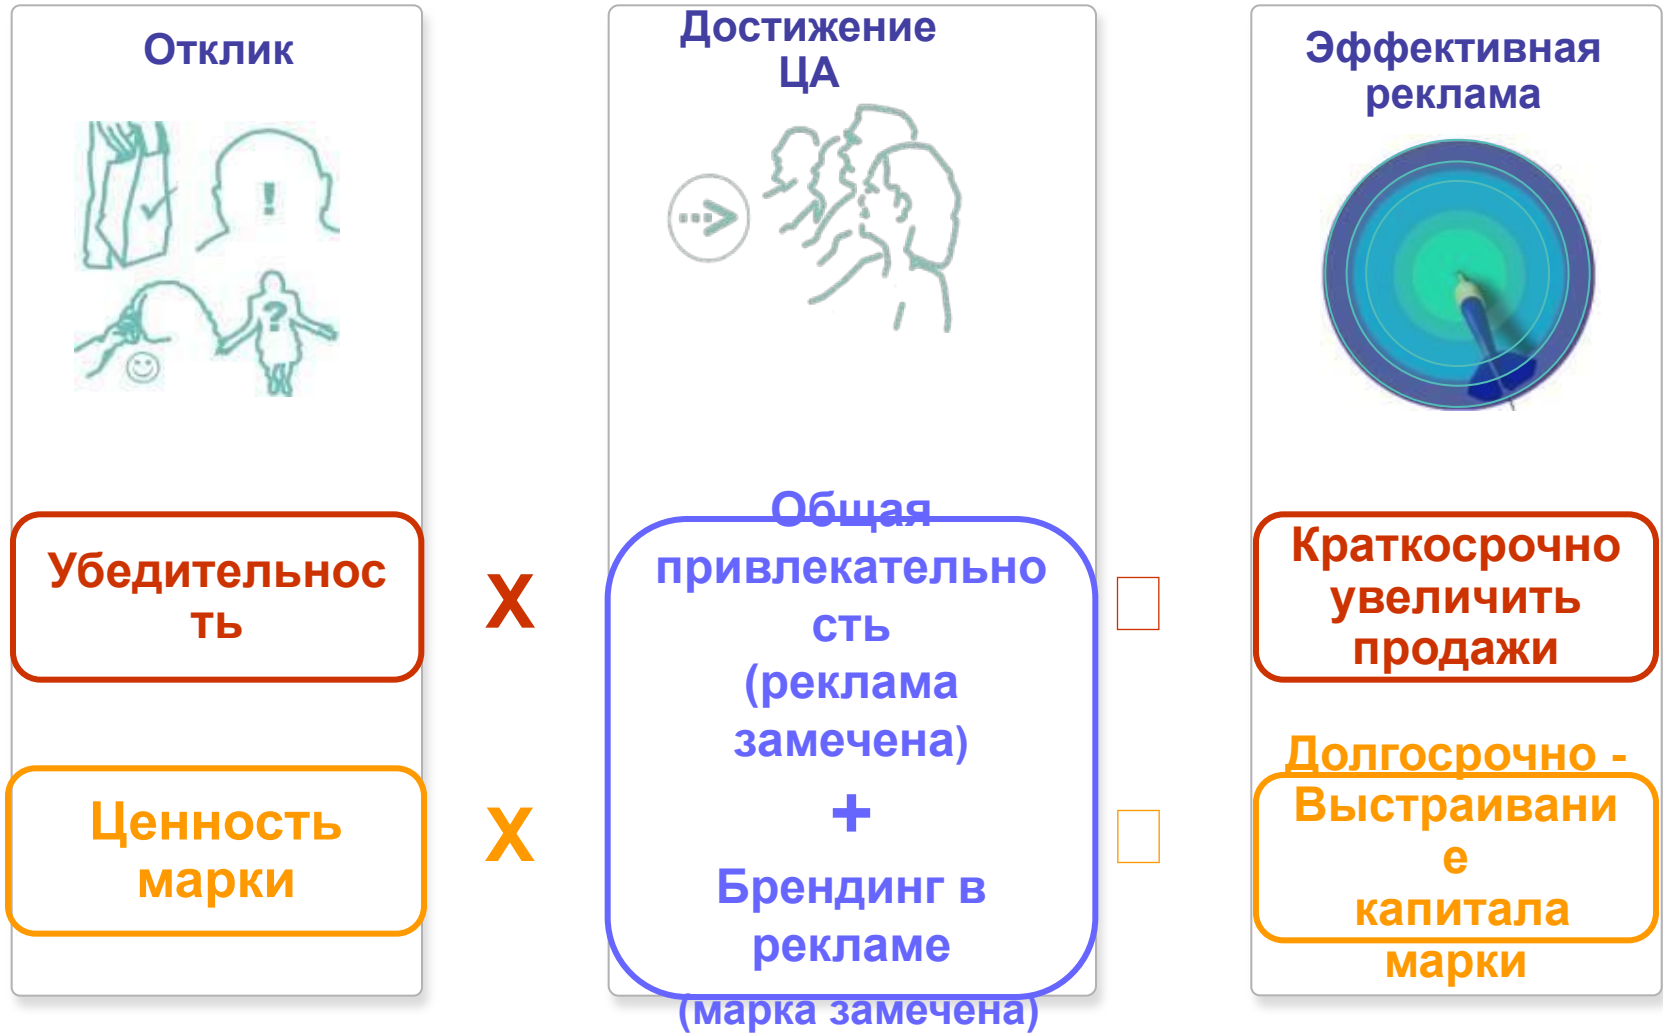 Отклик
!
?
Убедительнос
ть
Ценность
марки
X
X
Достижение
ЦА
Общая
привлекательно
сть
(реклама
замечена)
+
Брендинг в
рекламе
(марка замечена)
Эффективная
реклама
Краткосрочно
увеличить
продажи
Долгосрочно -
Выстраивани
е
капитала
марки